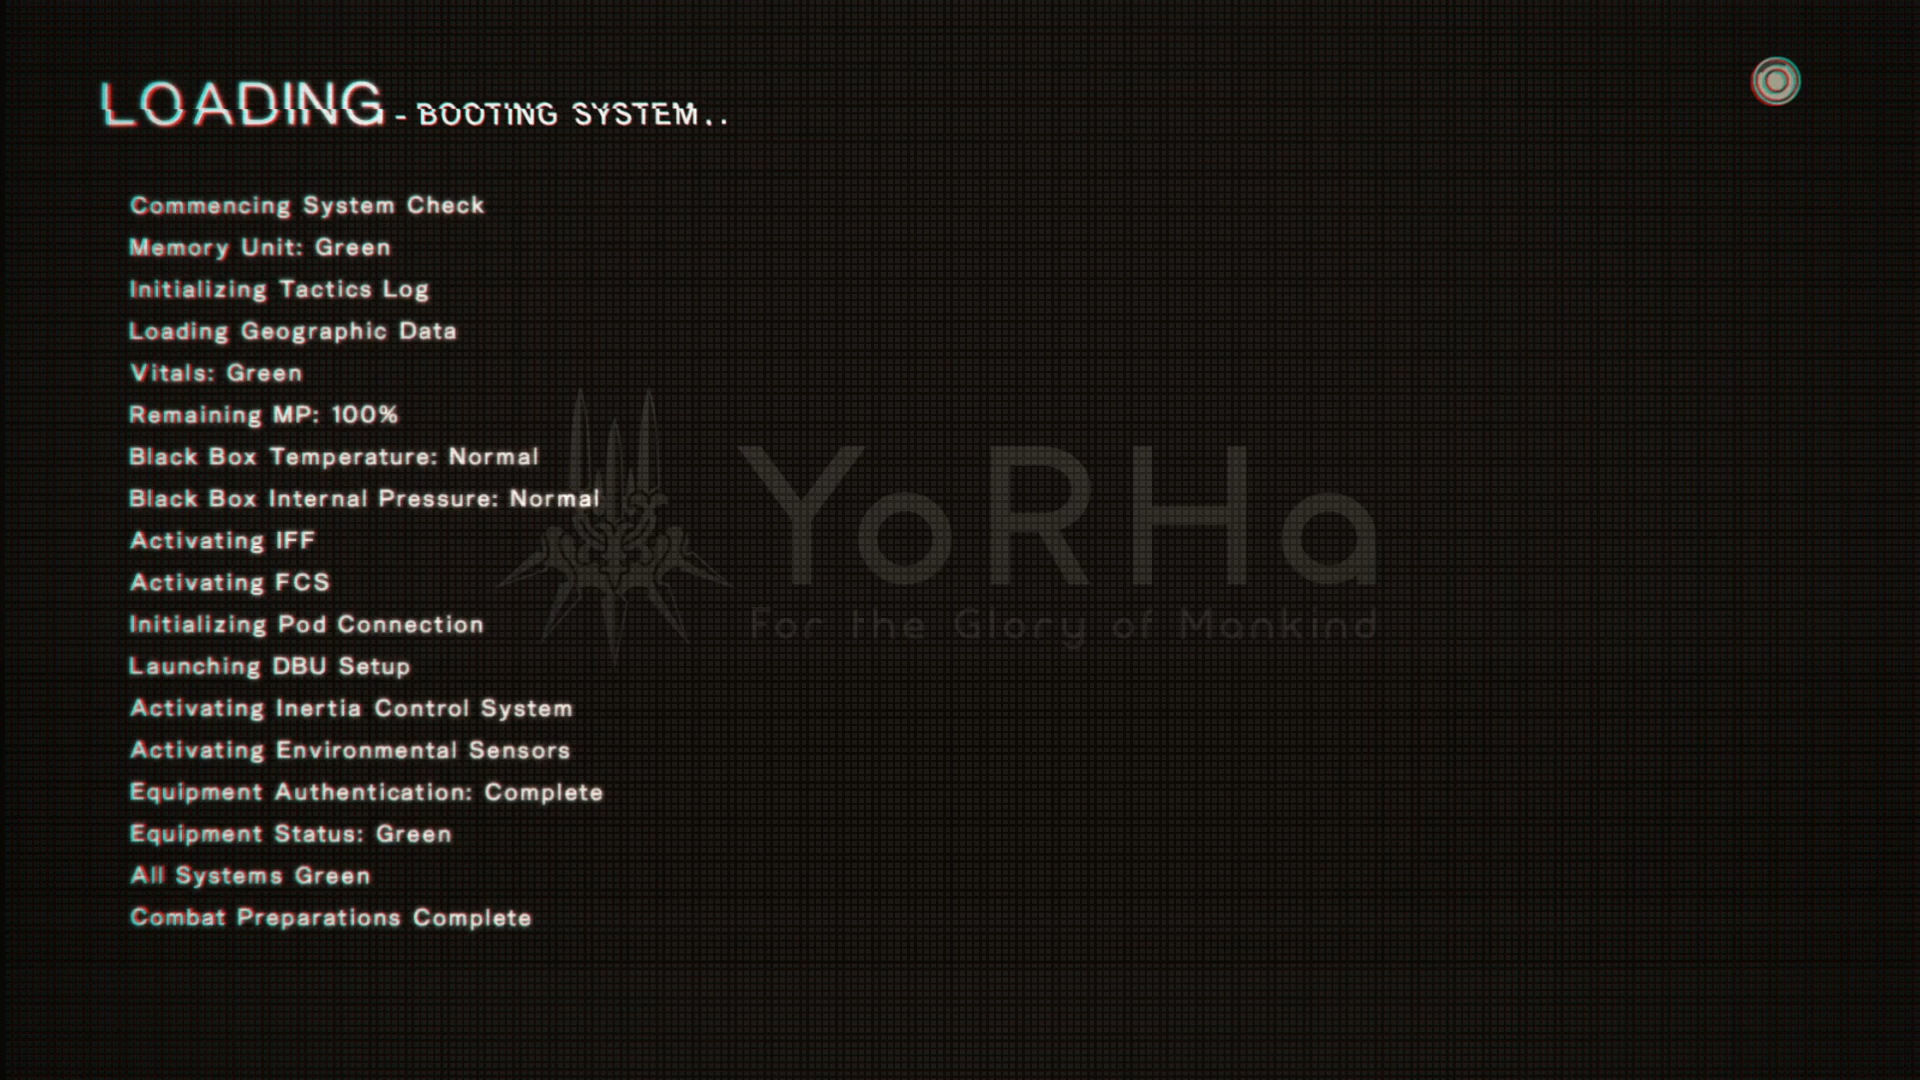 LOADING - BOOTING SYSTEM..
Commencing System Check
Memory Unit: Green
Initializing Tactics Log
Loading Geographic Data
Vitals: Green
Remaining MP: 100%
Black Box Temperature: Normal
Black Box Internal Pressure: Normal
Activating IFF
Activating FCS
Initializing Pod Connection
Launching DBU Setup
Activating Inertia Control System
Activating Environmental Sensors
Equipment Authentication: Complete
Equipment Status: Green
All Systems Green
Combat Preparations Complete
YoRHa
For the Glory of Mankind